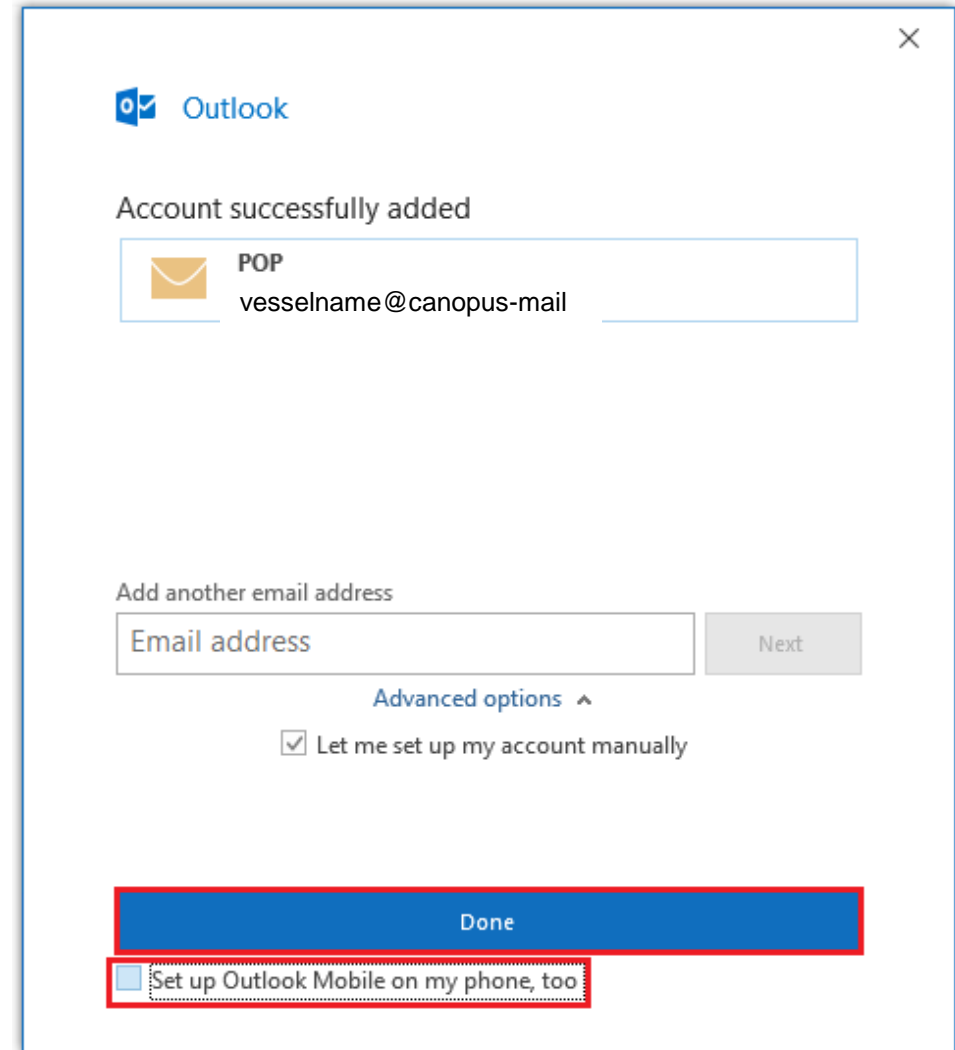 Outlook
Account successfully added
POP
vesselname@canopus-mail
Add another email address
Email address
Next
Advanced options
Let me set up my account manually
Done
Set up Outlook Mobile on my phone, too